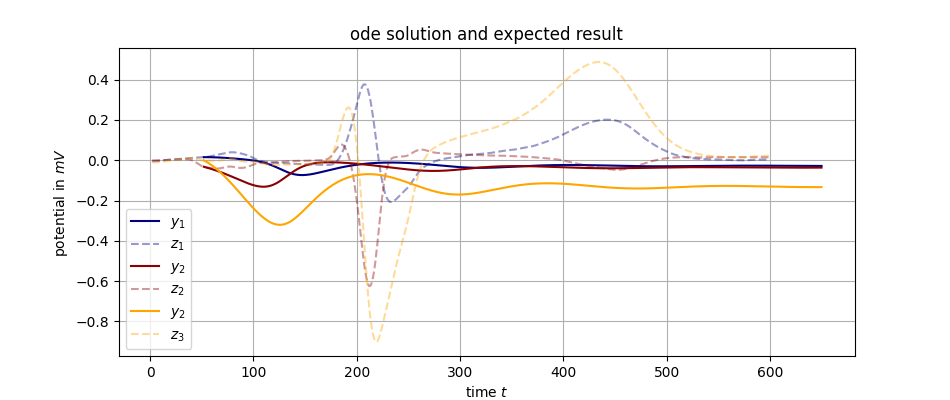 ode solution and expected result
potential in mV
0.4
0.2
0.0
−0.2
−0.4
−0.6
−0.8
y₁
z₁
y₂
z₂
y₂
z₃
0 100 200 300 400 500 600
time t